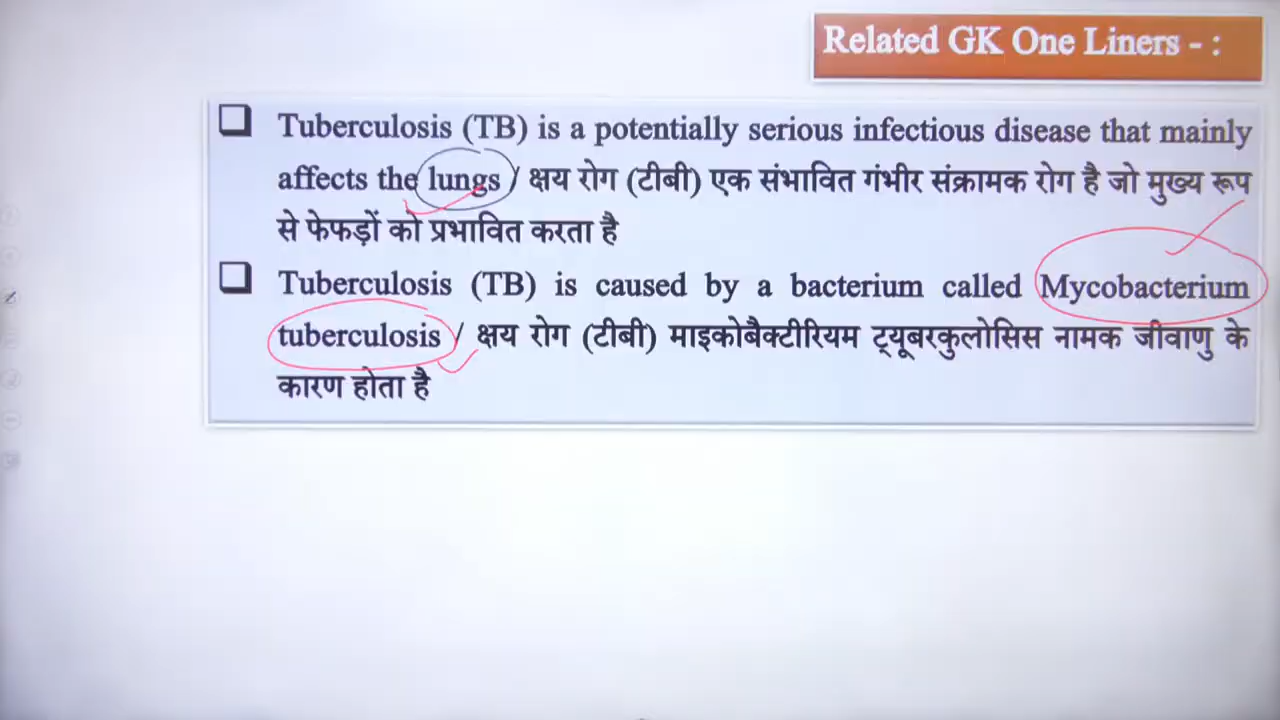 Related GK One Liners - :
Tuberculosis (TB) is a potentially serious infectious disease that mainly
affects the lungs / क्षय रोग (टीबी) एक संभावित गंभीर संक्रामक रोग है जो मुख्य रूप
से फेफड़ों को प्रभावित करता है
Tuberculosis (TB) is caused by a bacterium called Mycobacterium
tuberculosis / क्षय रोग (टीबी) माइकोबैक्टीरियम ट्यूबरकुलोसिस नामक जीवाणु के
कारण होता है